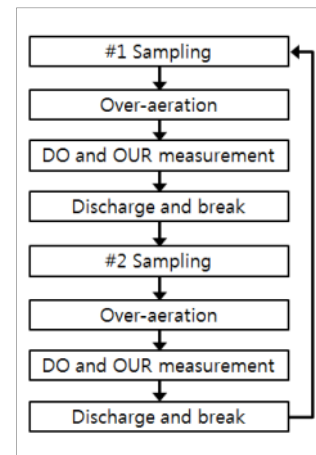 #1 Sampling
Over-aeration
DO and OUR measurement
Discharge and break
#2 Sampling
Over-aeration
DO and OUR measurement
Discharge and break